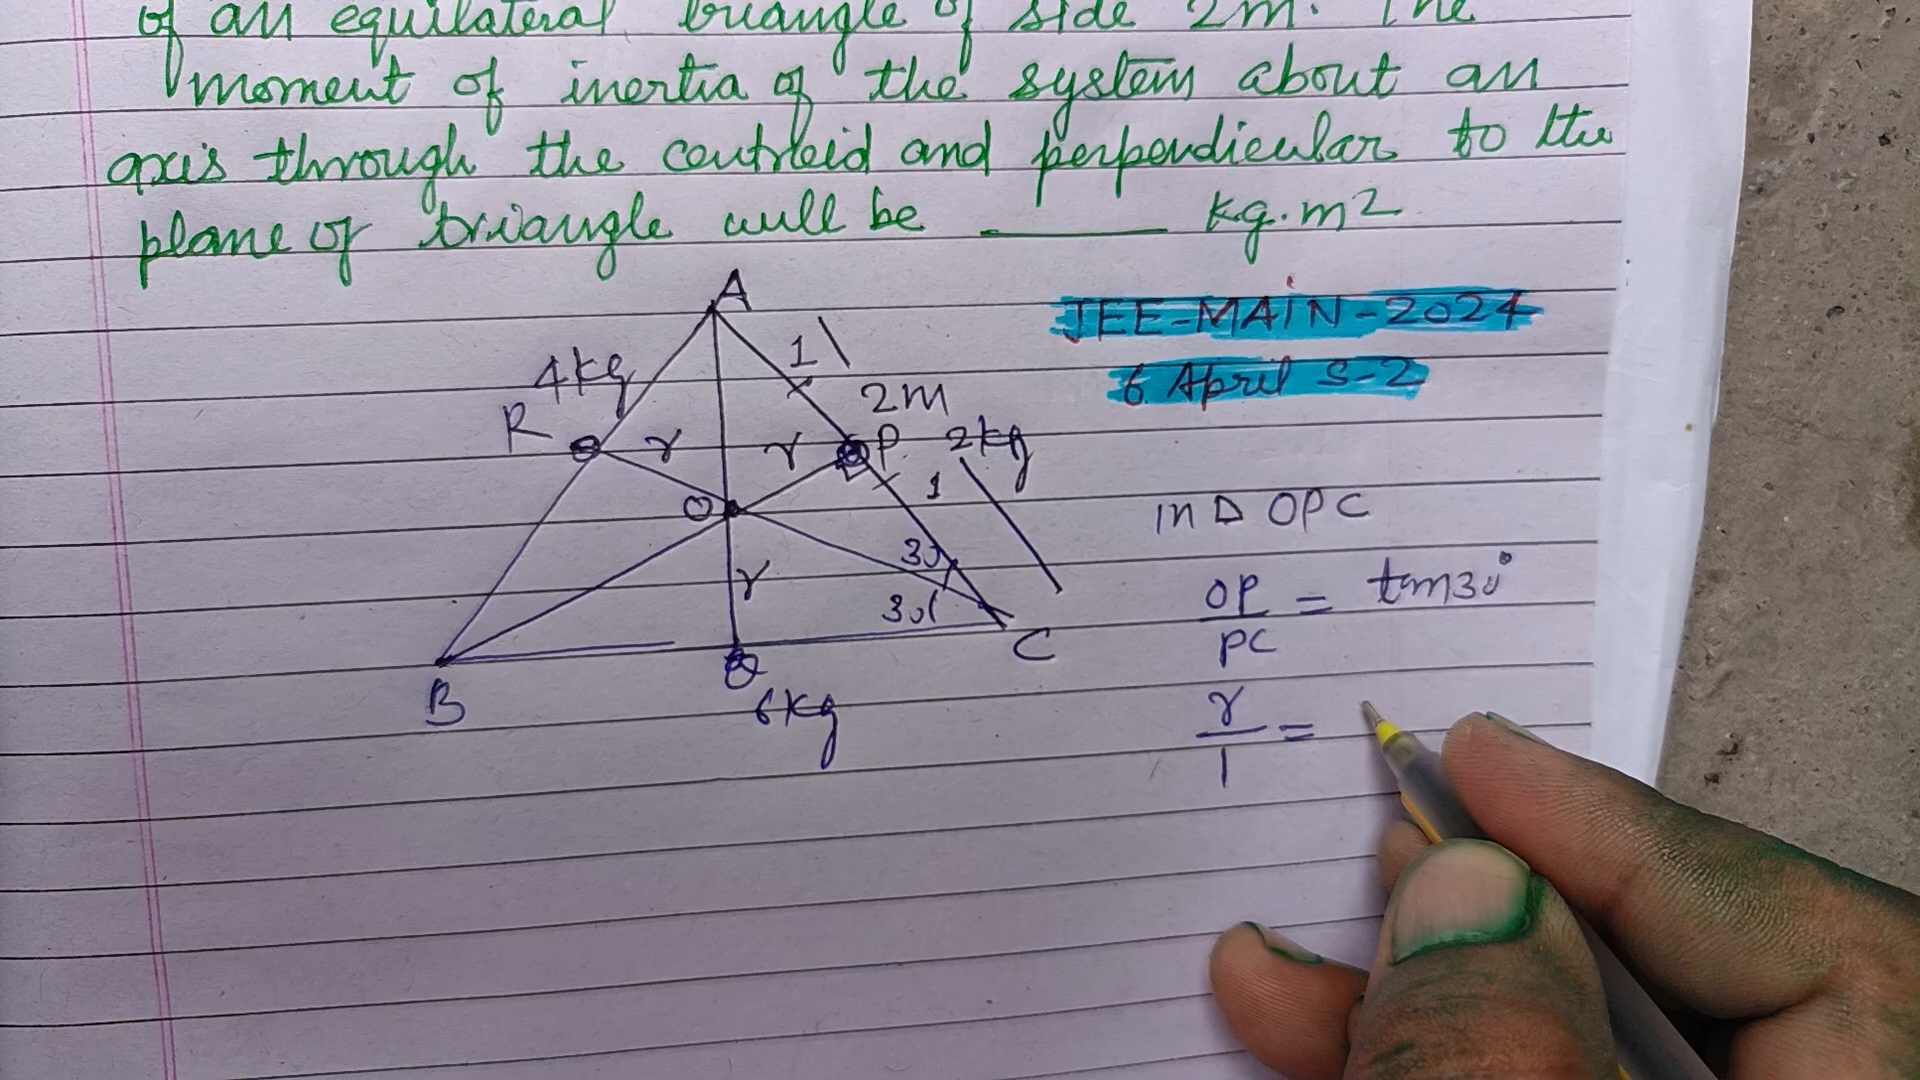 of an equilateral triangle of side 2m. The
moment of inertia of the system about an
axis through the centroid and perpendicular to the
plane of triangle will be ______ kg.m2
JEE-MAIN-2024
6 April S-2
A
1
4kg
2m
R
r
r
P
2kg
O
1
r
30
30
C
B
Q
6kg
In Δ OPC
OP/PC = tan30°
r/1 =